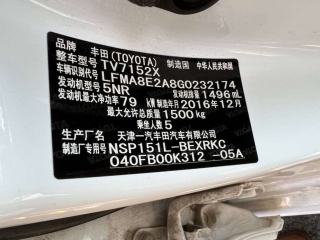 品牌 丰田(TOYOTA) 制造国 中华人民共和国
整车型号 TV7152X
车辆识别代号 LFMA8E2A8G0232174
发动机型号 5NR 发动机排量 1496mL
发动机最大净功率 79 kW 制造年月 2016年12月
最大允许总质量 1500kg
乘坐人数 5
生产厂名 天津一汽丰田汽车有限公司
制造厂专用号 NSP151L-BEXRKC
040FB00K312 -05A